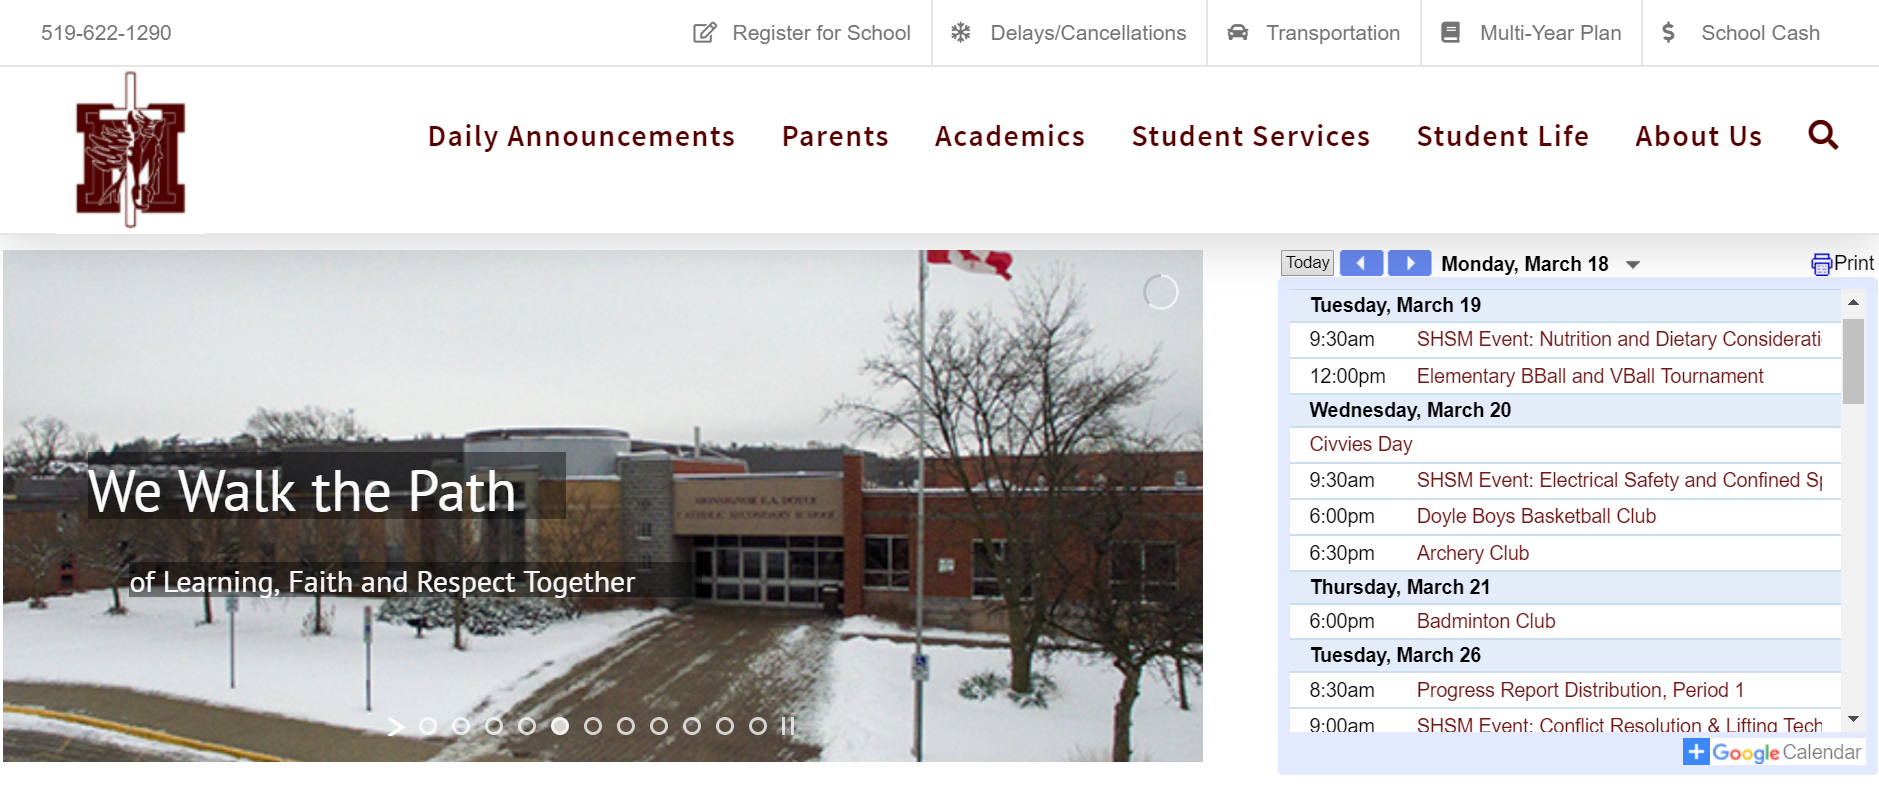 519-622-1290
Register for School
Delays/Cancellations
Transportation
Multi-Year Plan
School Cash
Daily Announcements
Parents
Academics
Student Services
Student Life
About Us
We Walk the Path
of Learning, Faith and Respect Together
MONSIGNOR P.A. DOYLE
CATHOLIC SECONDARY SCHOOL
Today
Monday, March 18
Print
Tuesday, March 19
9:30am SHSM Event: Nutrition and Dietary Considerati
12:00pm Elementary BBall and VBall Tournament
Wednesday, March 20
Civvies Day
9:30am SHSM Event: Electrical Safety and Confined Sp
6:00pm Doyle Boys Basketball Club
6:30pm Archery Club
Thursday, March 21
6:00pm Badminton Club
Tuesday, March 26
8:30am Progress Report Distribution, Period 1
9:00am SHSM Event: Conflict Resolution & Lifting Tech
Google Calendar